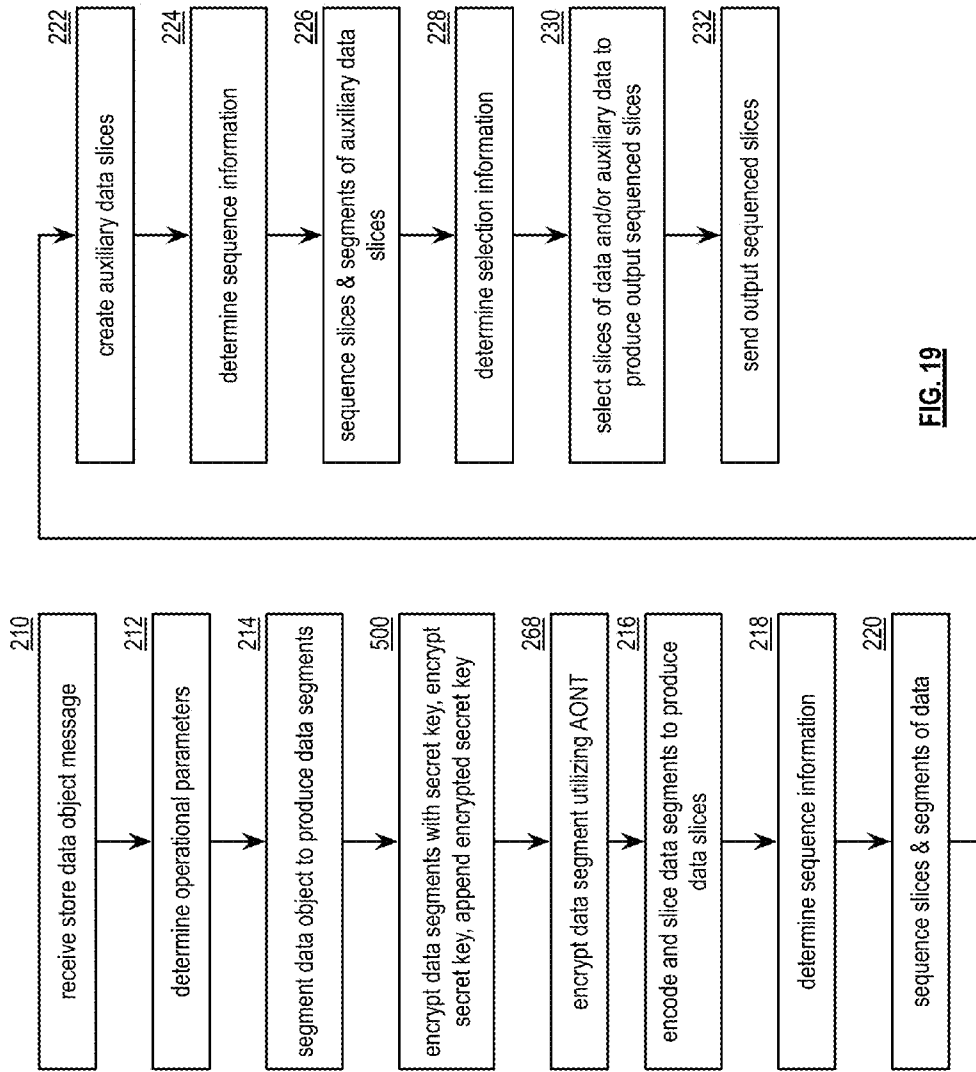 210
receive store data object message
212
determine operational parameters
214
segment data object to produce data segments
500
encrypt data segments with secret key, encrypt
secret key, append encrypted secret key
268
encrypt data segment utilizing AONT
216
encode and slice data segments to produce
data slices
218
determine sequence information
220
sequence slices & segments of data
222
create auxiliary data slices
224
determine sequence information
226
sequence slices & segments of auxiliary data
slices
228
determine selection information
230
select slices of data and/or auxiliary data to
produce output sequenced slices
232
send output sequenced slices
FIG. 19